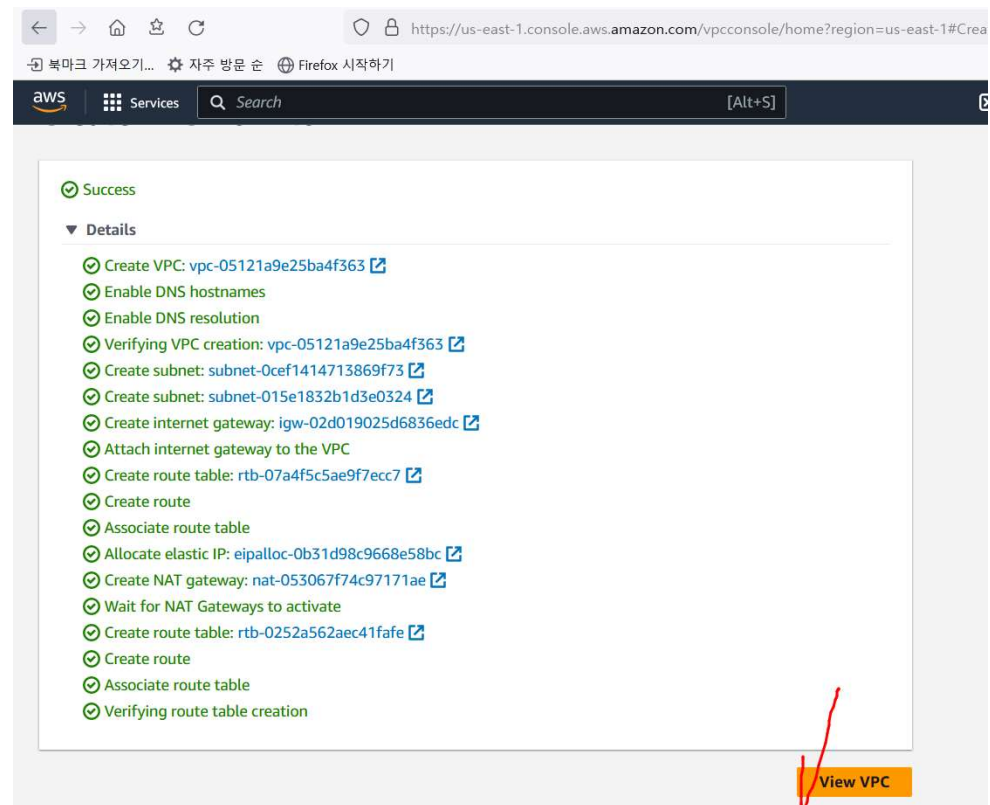 https://us-east-1.console.aws.amazon.com/vpcconsole/home?region=us-east-1#Crea
북마크 가져오기... 자주 방문 순 Firefox 시작하기
aws Services Search [Alt+S]
Success
Details
Create VPC: vpc-05121a9e25ba4f363
Enable DNS hostnames
Enable DNS resolution
Verifying VPC creation: vpc-05121a9e25ba4f363
Create subnet: subnet-0cef1414713869f73
Create subnet: subnet-015e1832b1d3e0324
Create internet gateway: igw-02d019025d6836edc
Attach internet gateway to the VPC
Create route table: rtb-07a4f5c5ae9f7ecc7
Create route
Associate route table
Allocate elastic IP: eipalloc-0b31d98c9668e58bc
Create NAT gateway: nat-053067f74c97171ae
Wait for NAT Gateways to activate
Create route table: rtb-0252a562aec41fafe
Create route
Associate route table
Verifying route table creation
View VPC